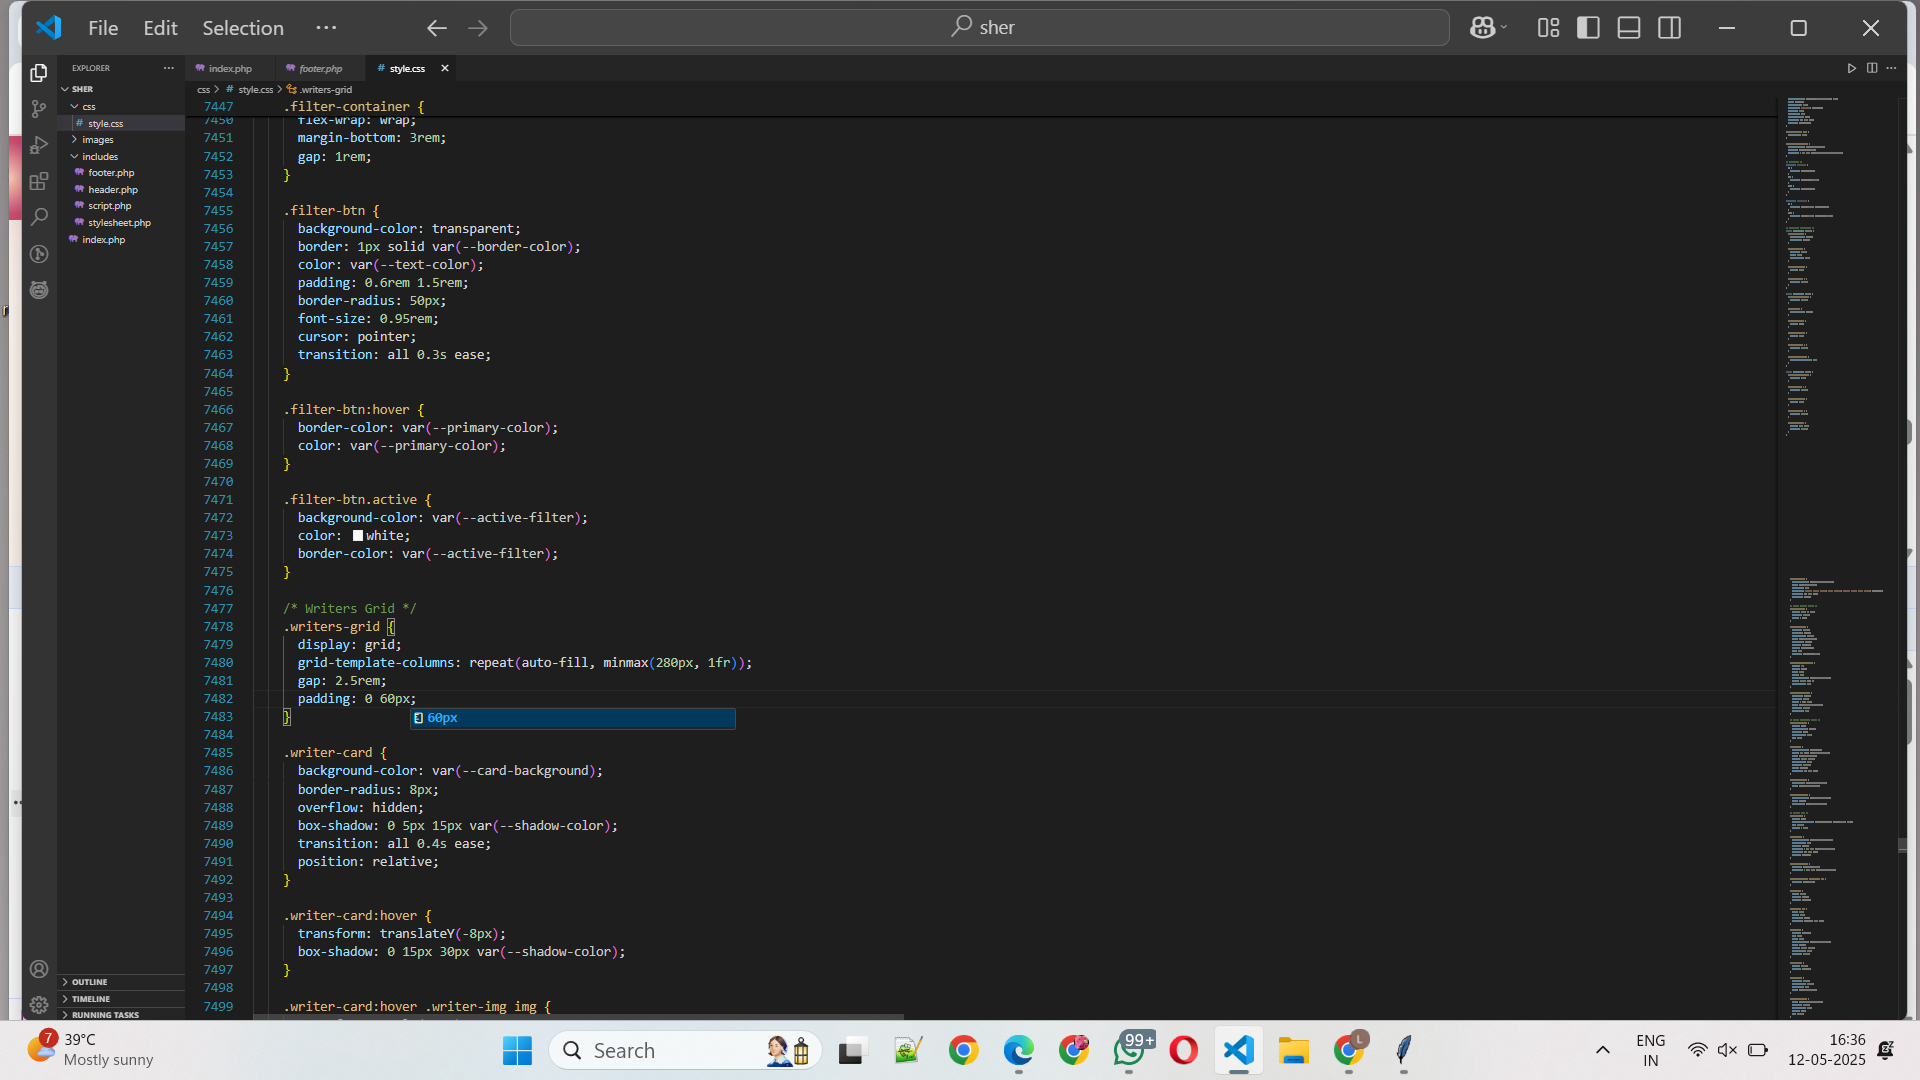 File Edit Selection ···
sher
EXPLORER ···
SHER
css
# style.css
images
includes
footer.php
header.php
script.php
stylesheet.php
index.php
OUTLINE
TIMELINE
RUNNING TASKS
index.php
footer.php
# style.css
css > # style.css > .writers-grid
7447 .filter-container {
7450 flex-wrap: wrap;
7451 margin-bottom: 3rem;
7452 gap: 1rem;
7453 }
7454
7455 .filter-btn {
7456 background-color: transparent;
7457 border: 1px solid var(--border-color);
7458 color: var(--text-color);
7459 padding: 0.6rem 1.5rem;
7460 border-radius: 50px;
7461 font-size: 0.95rem;
7462 cursor: pointer;
7463 transition: all 0.3s ease;
7464 }
7465
7466 .filter-btn:hover {
7467 border-color: var(--primary-color);
7468 color: var(--primary-color);
7469 }
7470
7471 .filter-btn.active {
7472 background-color: var(--active-filter);
7473 color: white;
7474 border-color: var(--active-filter);
7475 }
7476
7477 /* Writers Grid */
7478 .writers-grid {
7479 display: grid;
7480 grid-template-columns: repeat(auto-fill, minmax(280px, 1fr));
7481 gap: 2.5rem;
7482 padding: 0 60px;
7483 }
60px
7484
7485 .writer-card {
7486 background-color: var(--card-background);
7487 border-radius: 8px;
7488 overflow: hidden;
7489 box-shadow: 0 5px 15px var(--shadow-color);
7490 transition: all 0.4s ease;
7491 position: relative;
7492 }
7493
7494 .writer-card:hover {
7495 transform: translateY(-8px);
7496 box-shadow: 0 15px 30px var(--shadow-color);
7497 }
7498
7499 .writer-card:hover .writer-img img {
7
39°C
Mostly sunny
Search
99+
L
ENG
IN
16:36
12-05-2025